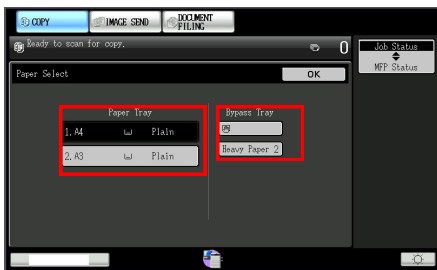 COPY
IMAGE SEND
DOCUMENT
FILING
Ready to scan for copy.
0
Job Status
MFP Status
Paper Select
OK
Paper Tray
Bypass Tray
1. A4 Plain
2. A3 Plain
Heavy Paper 2